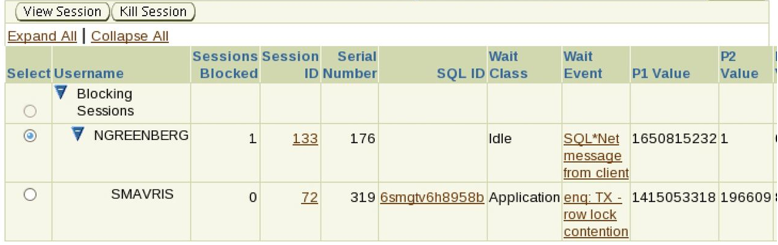 View Session Kill Session
Expand All | Collapse All
Sessions Session Serial Wait Wait P2
Select Username Blocked ID Number SQL ID Class Event P1 Value Value
Blocking
Sessions
NGREENBERG 1 133 176 Idle SQL*Net 1650815232 1
message
from client
SMAVRIS 0 72 319 6smgtv6h8958b Application enq: TX - 1415053318 196609
row lock
contention